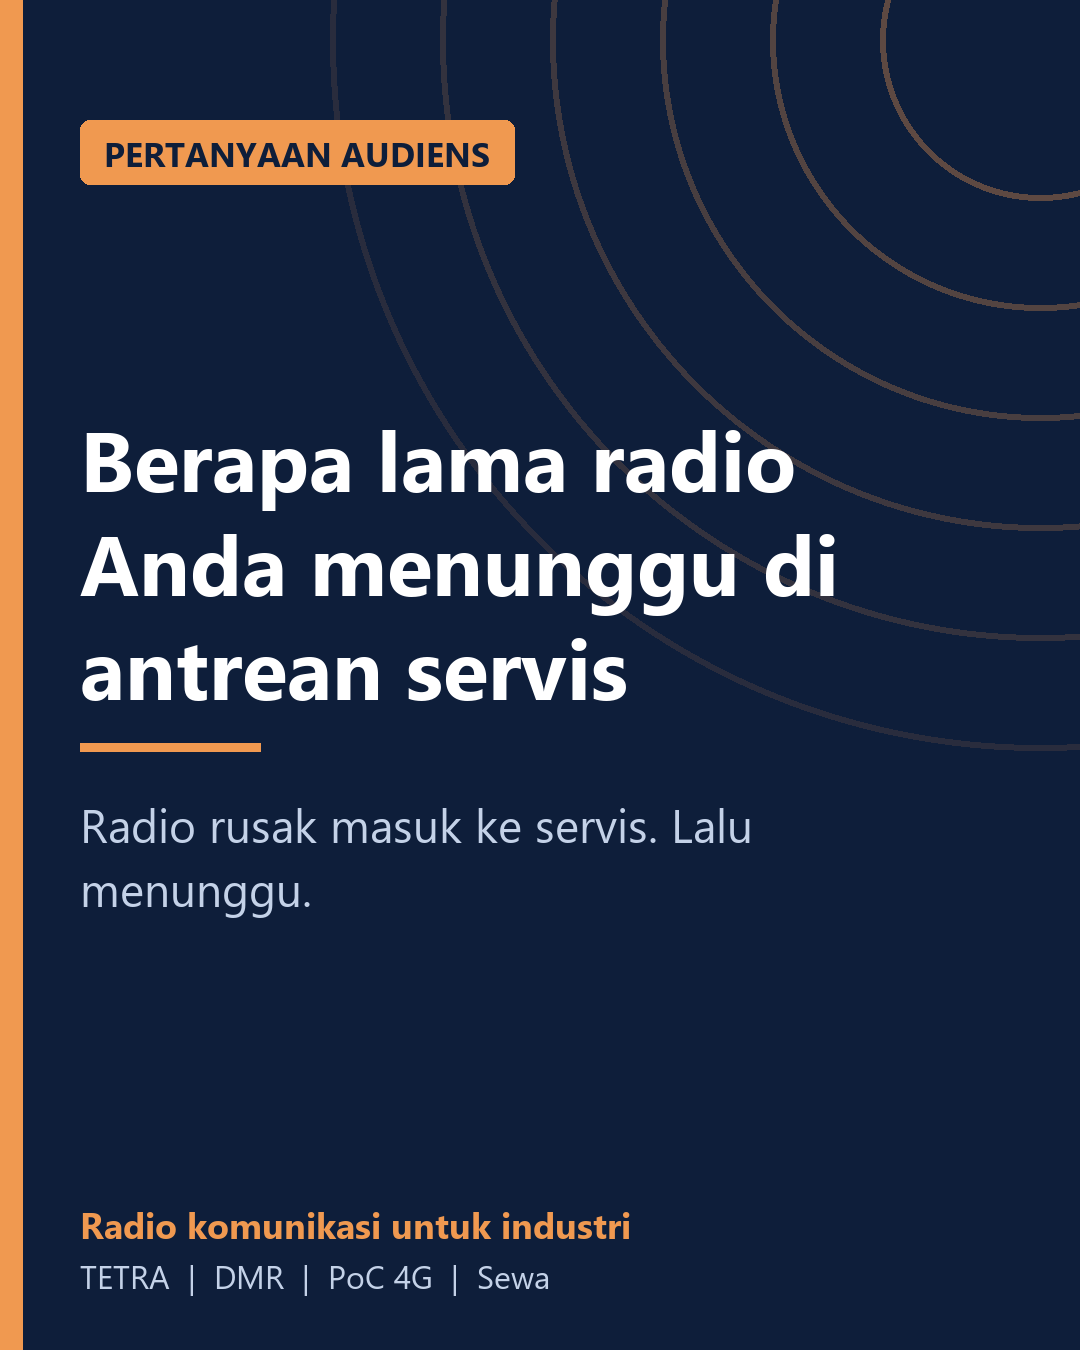 PERTANYAAN AUDIENS
Berapa lama radio
Anda menunggu di
antrean servis
Radio rusak masuk ke servis. Lalu
menunggu.
Radio komunikasi untuk industri
TETRA | DMR | PoC 4G | Sewa